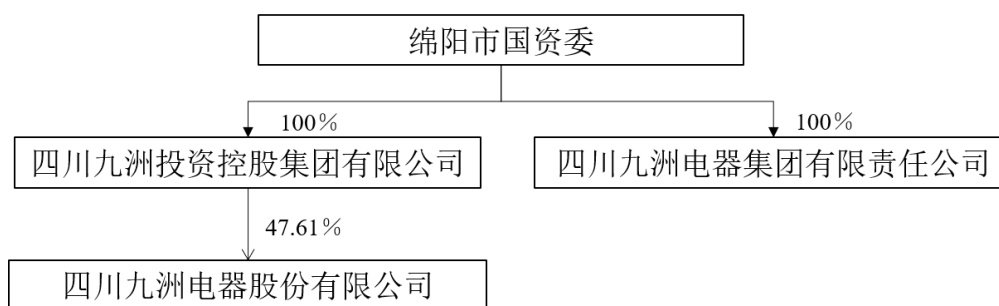 绵阳市国资委
100%
100%
四川九洲投资控股集团有限公司
四川九洲电器集团有限责任公司
47.61%
四川九洲电器股份有限公司